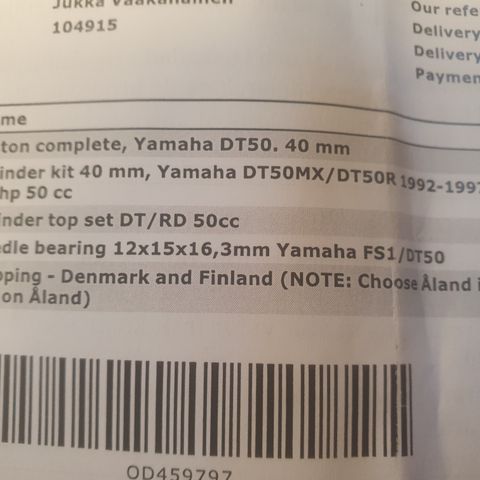 Jukka
104915
Our refe
Delivery
Delivery
Paymen
me
ton complete, Yamaha DT50. 40 mm
inder kit 40 mm, Yamaha DT50MX/DT50R 1992-1997
hp 50 cc
inder top set DT/RD 50cc
edle bearing 12x15x16,3mm Yamaha FS1/DT50
pping - Denmark and Finland (NOTE: Choose Åland i
on Åland)
OD459797